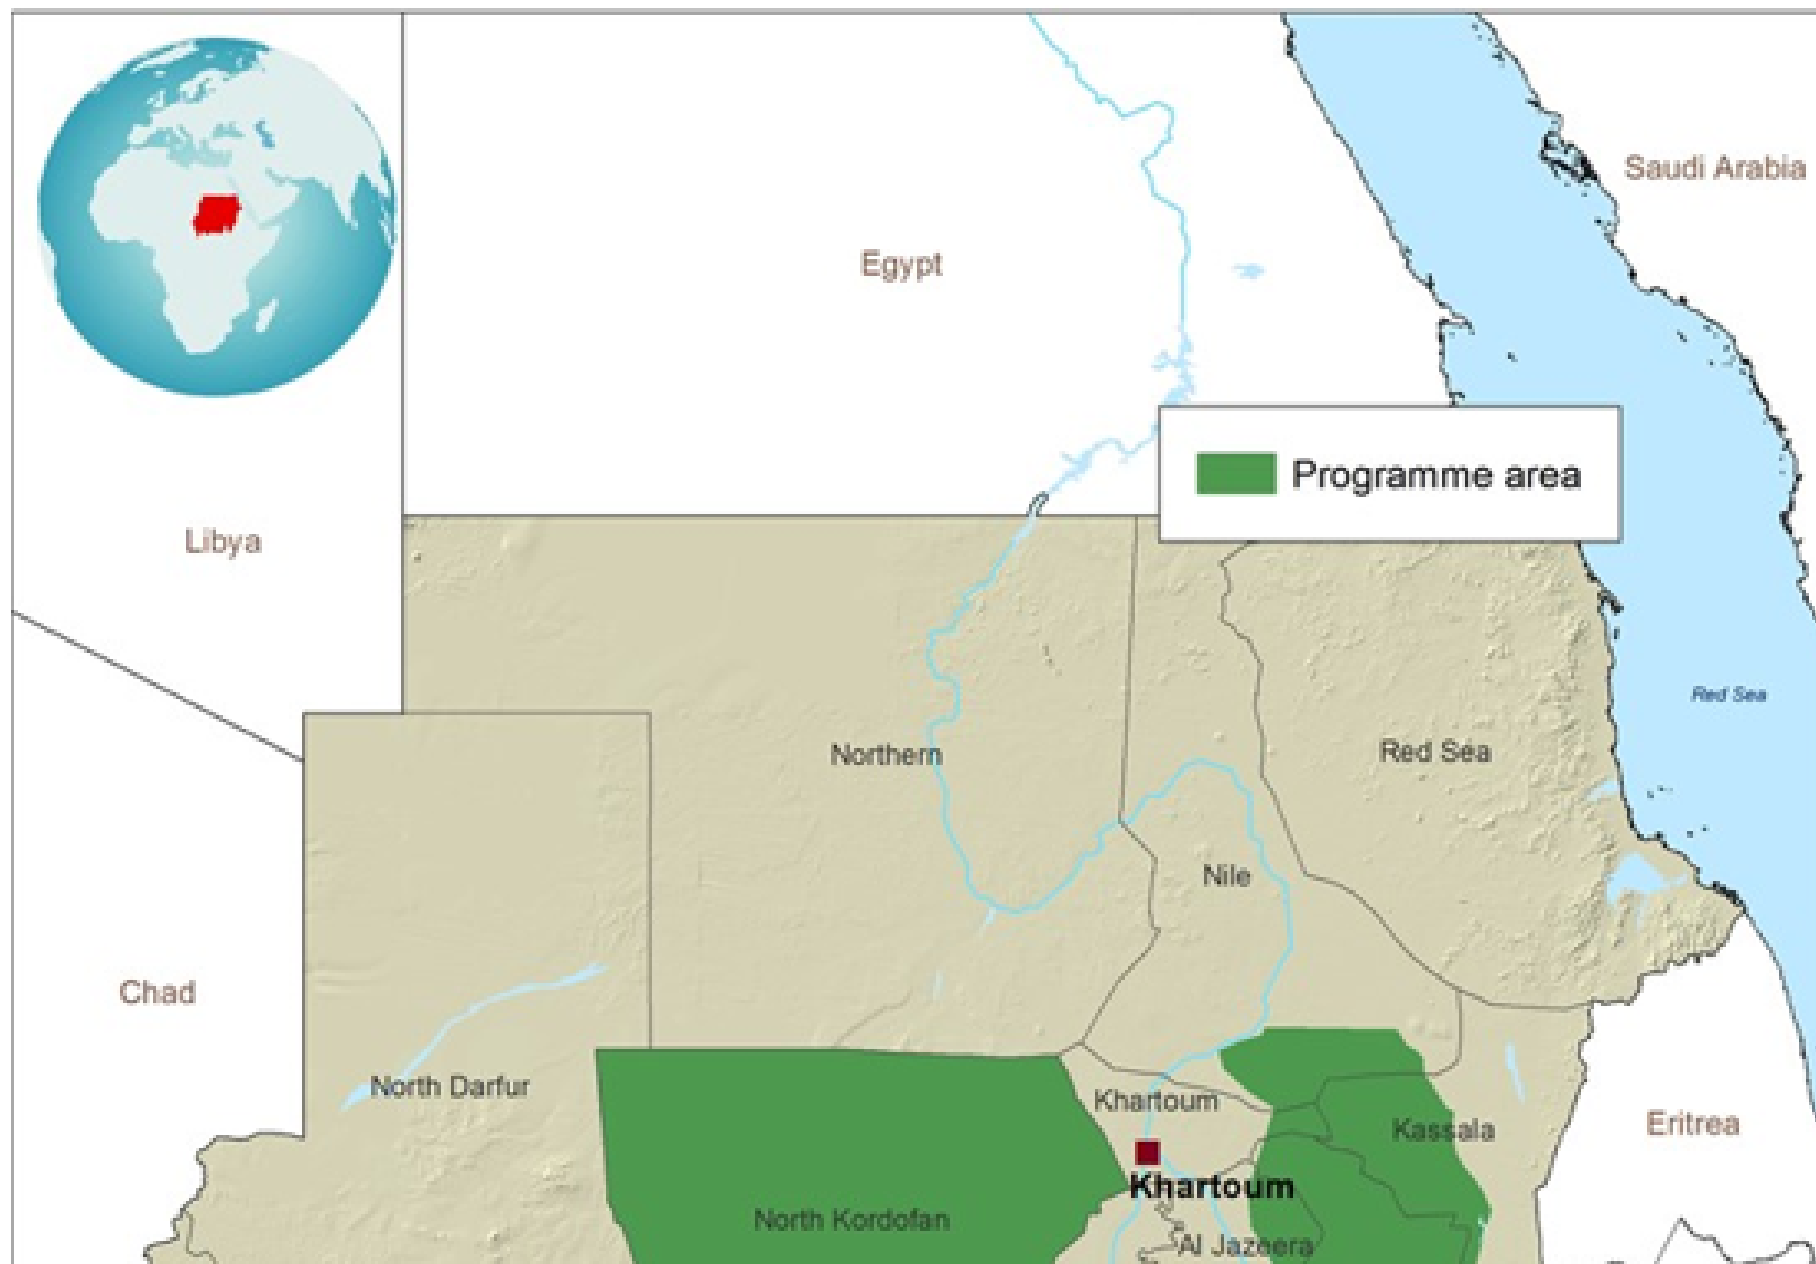 Saudi Arabia
Egypt
Programme area
Libya
Red Sea
Northern
Red Sea
Nile
Chad
North Darfur
Khartoum
Kassala
Eritrea
Khartoum
North Kordofan
Al Jazeera